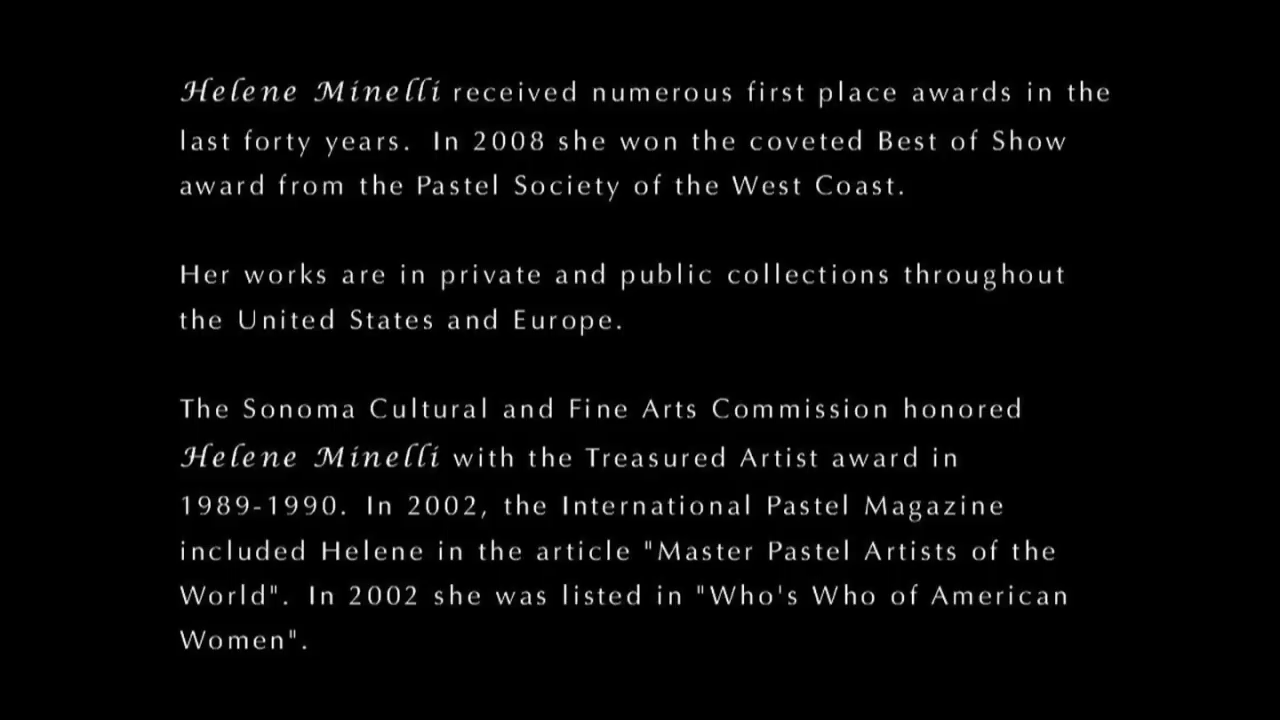 Helene Minelli received numerous first place awards in the
last forty years. In 2008 she won the coveted Best of Show
award from the Pastel Society of the West Coast.
Her works are in private and public collections throughout
the United States and Europe.
The Sonoma Cultural and Fine Arts Commission honored
Helene Minelli with the Treasured Artist award in
1989-1990. In 2002, the International Pastel Magazine
included Helene in the article "Master Pastel Artists of the
World". In 2002 she was listed in "Who's Who of American
Women".